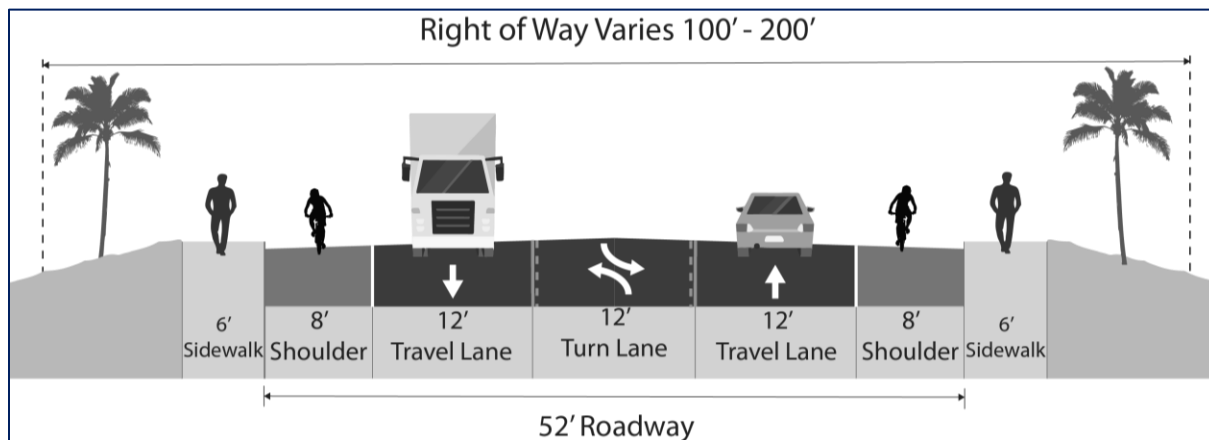 Right of Way Varies 100’ - 200’
6’
Sidewalk
8’
Shoulder
12’
Travel Lane
12’
Turn Lane
12’
Travel Lane
8’
Shoulder
6’
Sidewalk
52’ Roadway